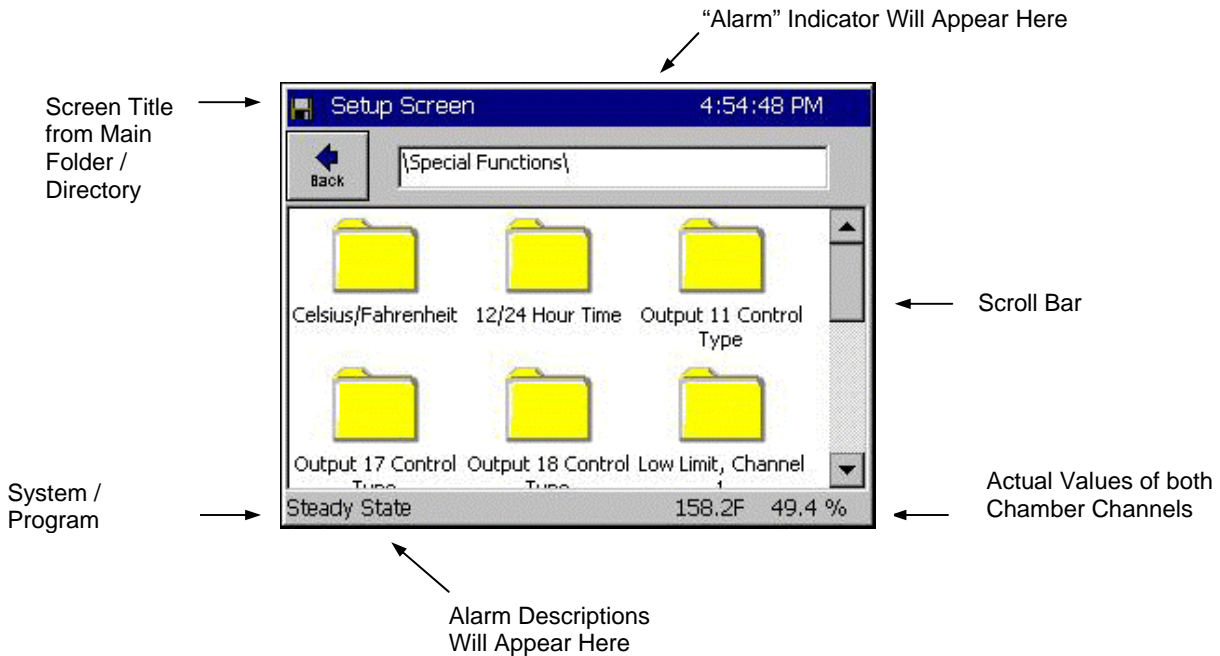 “Alarm” Indicator Will Appear Here
Screen Title
from Main
Folder /
Directory
Setup Screen
4:54:48 PM
Back
\Special Functions\
Celsius/Fahrenheit
12/24 Hour Time
Output 11 Control
Type
Scroll Bar
Output 17 Control
Type
Output 18 Control
Type
Low Limit, Channel
1
System /
Program
Steady State
158.2F
49.4 %
Actual Values of both
Chamber Channels
Alarm Descriptions
Will Appear Here